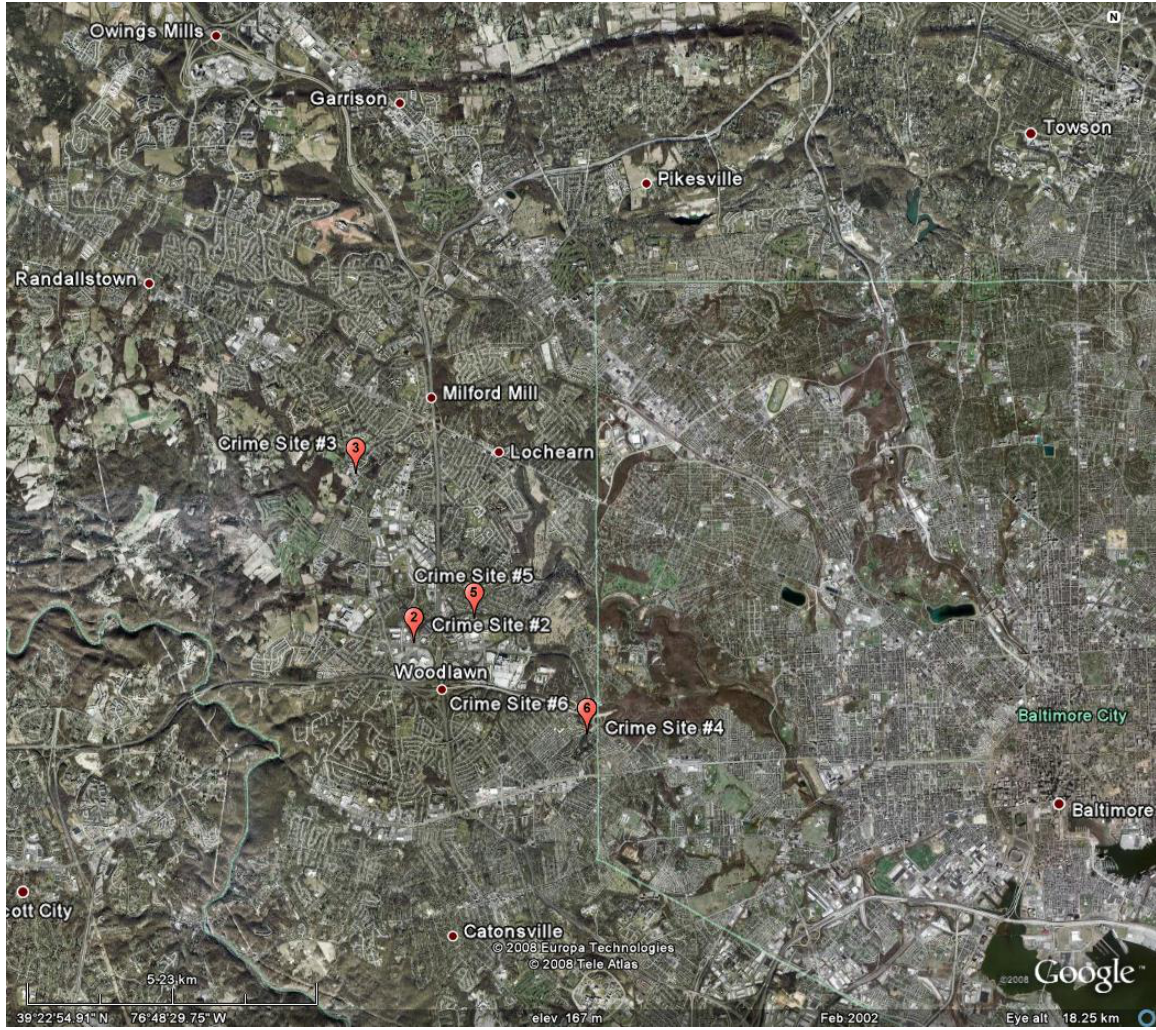 N
Owings Mills
Garrison
Towson
Pikesville
Randallstown
Milford Mill
Crime Site #3
3
Lochearn
Crime Site #5
5
2
Crime Site #2
Woodlawn
Crime Site #6
6
Crime Site #4
Baltimore City
Baltimore
cott City
Catonsville
© 2008 Europa Technologies
© 2008 Tele Atlas
5.23 km
©2008 Google™
39°22'54.91" N 76°48'29.75" W elev 167 m Feb 2002 Eye alt 18.25 km